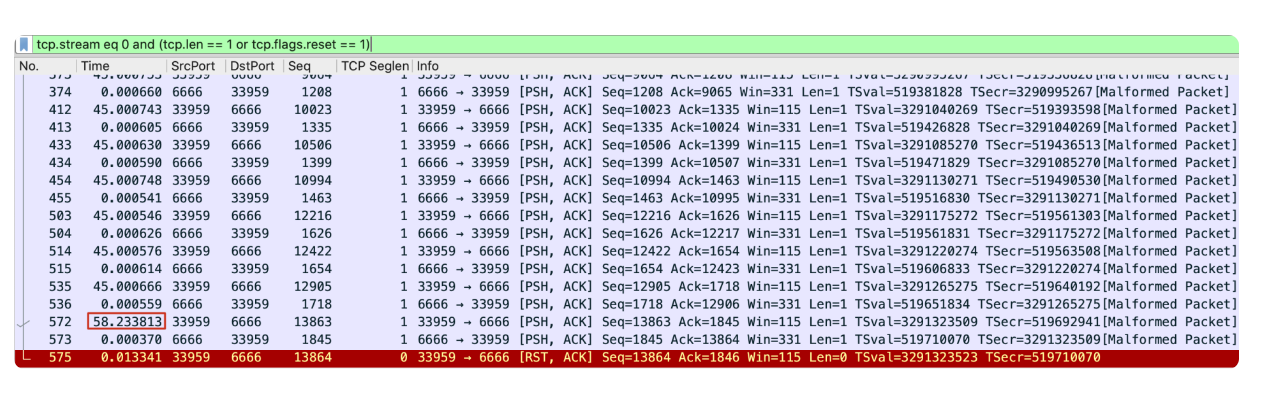 tcp.stream eq 0 and (tcp.len == 1 or tcp.flags.reset == 1)
No. Time SrcPort DstPort Seq TCP Seglen Info
373 45.000753 33959 6666 9064 1 33959 → 6666 [PSH, ACK] Seq=9064 Ack=1208 Win=115 Len=1 TSval=3290995267 [Malformed Packet]
374 0.000660 6666 33959 1208 1 6666 → 33959 [PSH, ACK] Seq=1208 Ack=9065 Win=331 Len=1 TSval=519381828 TSecr=3290995267[Malformed Packet]
412 45.000743 33959 6666 10023 1 33959 → 6666 [PSH, ACK] Seq=10023 Ack=1335 Win=115 Len=1 TSval=3291040269 TSecr=519393598[Malformed Packet]
413 0.000605 6666 33959 1335 1 6666 → 33959 [PSH, ACK] Seq=1335 Ack=10024 Win=331 Len=1 TSval=519426828 TSecr=3291040269[Malformed Packet]
433 45.000630 33959 6666 10506 1 33959 → 6666 [PSH, ACK] Seq=10506 Ack=1399 Win=115 Len=1 TSval=3291085270 TSecr=519436513[Malformed Packet]
434 0.000590 6666 33959 1399 1 6666 → 33959 [PSH, ACK] Seq=1399 Ack=10507 Win=331 Len=1 TSval=519471829 TSecr=3291085270[Malformed Packet]
454 45.000748 33959 6666 10994 1 33959 → 6666 [PSH, ACK] Seq=10994 Ack=1463 Win=115 Len=1 TSval=3291130271 TSecr=519490530[Malformed Packet]
455 0.000541 6666 33959 1463 1 6666 → 33959 [PSH, ACK] Seq=1463 Ack=10995 Win=331 Len=1 TSval=519516830 TSecr=3291130271[Malformed Packet]
503 45.000546 33959 6666 12216 1 33959 → 6666 [PSH, ACK] Seq=12216 Ack=1626 Win=115 Len=1 TSval=3291175272 TSecr=519561303[Malformed Packet]
504 0.000626 6666 33959 1626 1 6666 → 33959 [PSH, ACK] Seq=1626 Ack=12217 Win=331 Len=1 TSval=519561831 TSecr=3291175272[Malformed Packet]
514 45.000576 33959 6666 12422 1 33959 → 6666 [PSH, ACK] Seq=12422 Ack=1654 Win=115 Len=1 TSval=3291220274 TSecr=519563508[Malformed Packet]
515 0.000614 6666 33959 1654 1 6666 → 33959 [PSH, ACK] Seq=1654 Ack=12423 Win=331 Len=1 TSval=519606833 TSecr=3291220274[Malformed Packet]
535 45.000666 33959 6666 12905 1 33959 → 6666 [PSH, ACK] Seq=12905 Ack=1718 Win=115 Len=1 TSval=3291265275 TSecr=519640192[Malformed Packet]
536 0.000559 6666 33959 1718 1 6666 → 33959 [PSH, ACK] Seq=1718 Ack=12906 Win=331 Len=1 TSval=519651834 TSecr=3291265275[Malformed Packet]
572 58.233813 33959 6666 13863 1 33959 → 6666 [PSH, ACK] Seq=13863 Ack=1845 Win=115 Len=1 TSval=3291323509 TSecr=519692941[Malformed Packet]
573 0.000370 6666 33959 1845 1 6666 → 33959 [PSH, ACK] Seq=1845 Ack=13864 Win=331 Len=1 TSval=519710070 TSecr=3291323509[Malformed Packet]
575 0.013341 33959 6666 13864 0 33959 → 6666 [RST, ACK] Seq=13864 Ack=1846 Win=115 Len=0 TSval=3291323523 TSecr=519710070